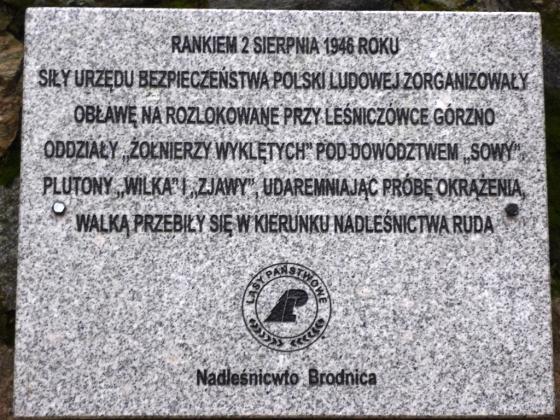 RANKIEM 2 SIERPNIA 1946 ROKU
SIŁY URZĘDU BEZPIECZEŃSTWA POLSKI LUDOWEJ ZORGANIZOWAŁY
OBŁAWĘ NA ROZLOKOWANE PRZY LEŚNICZÓWCE GÓRZNO
ODDZIAŁY „ŻOŁNIERZY WYKLĘTYCH” POD DOWÓDZTWEM „SOWY”.
PLUTONY „WILKA” I „ZJAWY”, UDAREMNIAJĄC PRÓBĘ OKRĄŻENIA,
WALKĄ PRZEBIŁY SIĘ W KIERUNKU NADLEŚNICTWA RUDA
LASY PAŃSTWOWE
Nadleśnicwto Brodnica